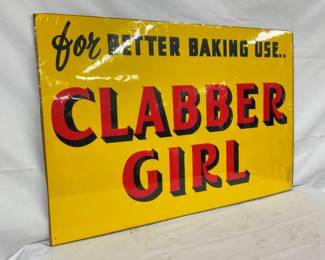 for BETTER BAKING USE..
CLABBER
GIRL